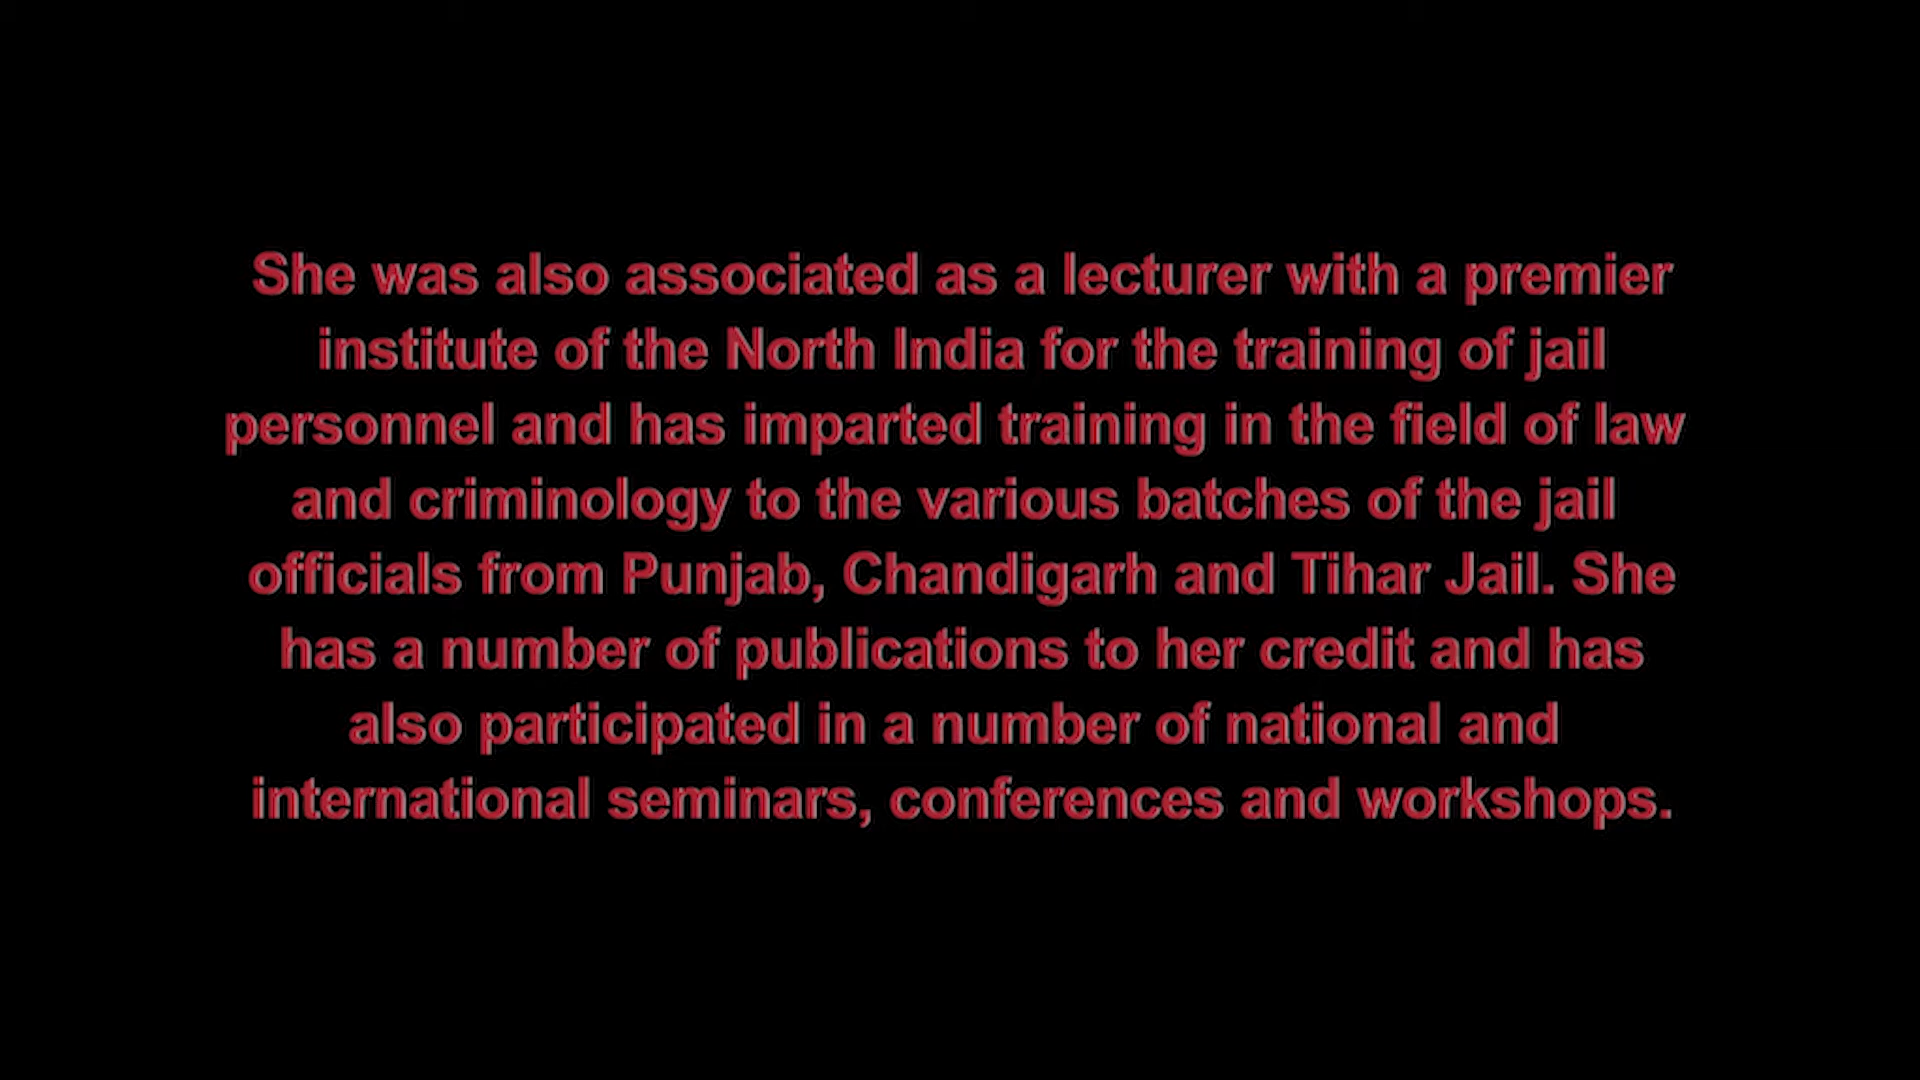 She was also associated as a lecturer with a premier
institute of the North India for the training of jail
personnel and has imparted training in the field of law
and criminology to the various batches of the jail
officials from Punjab, Chandigarh and Tihar Jail. She
has a number of publications to her credit and has
also participated in a number of national and
international seminars, conferences and workshops.